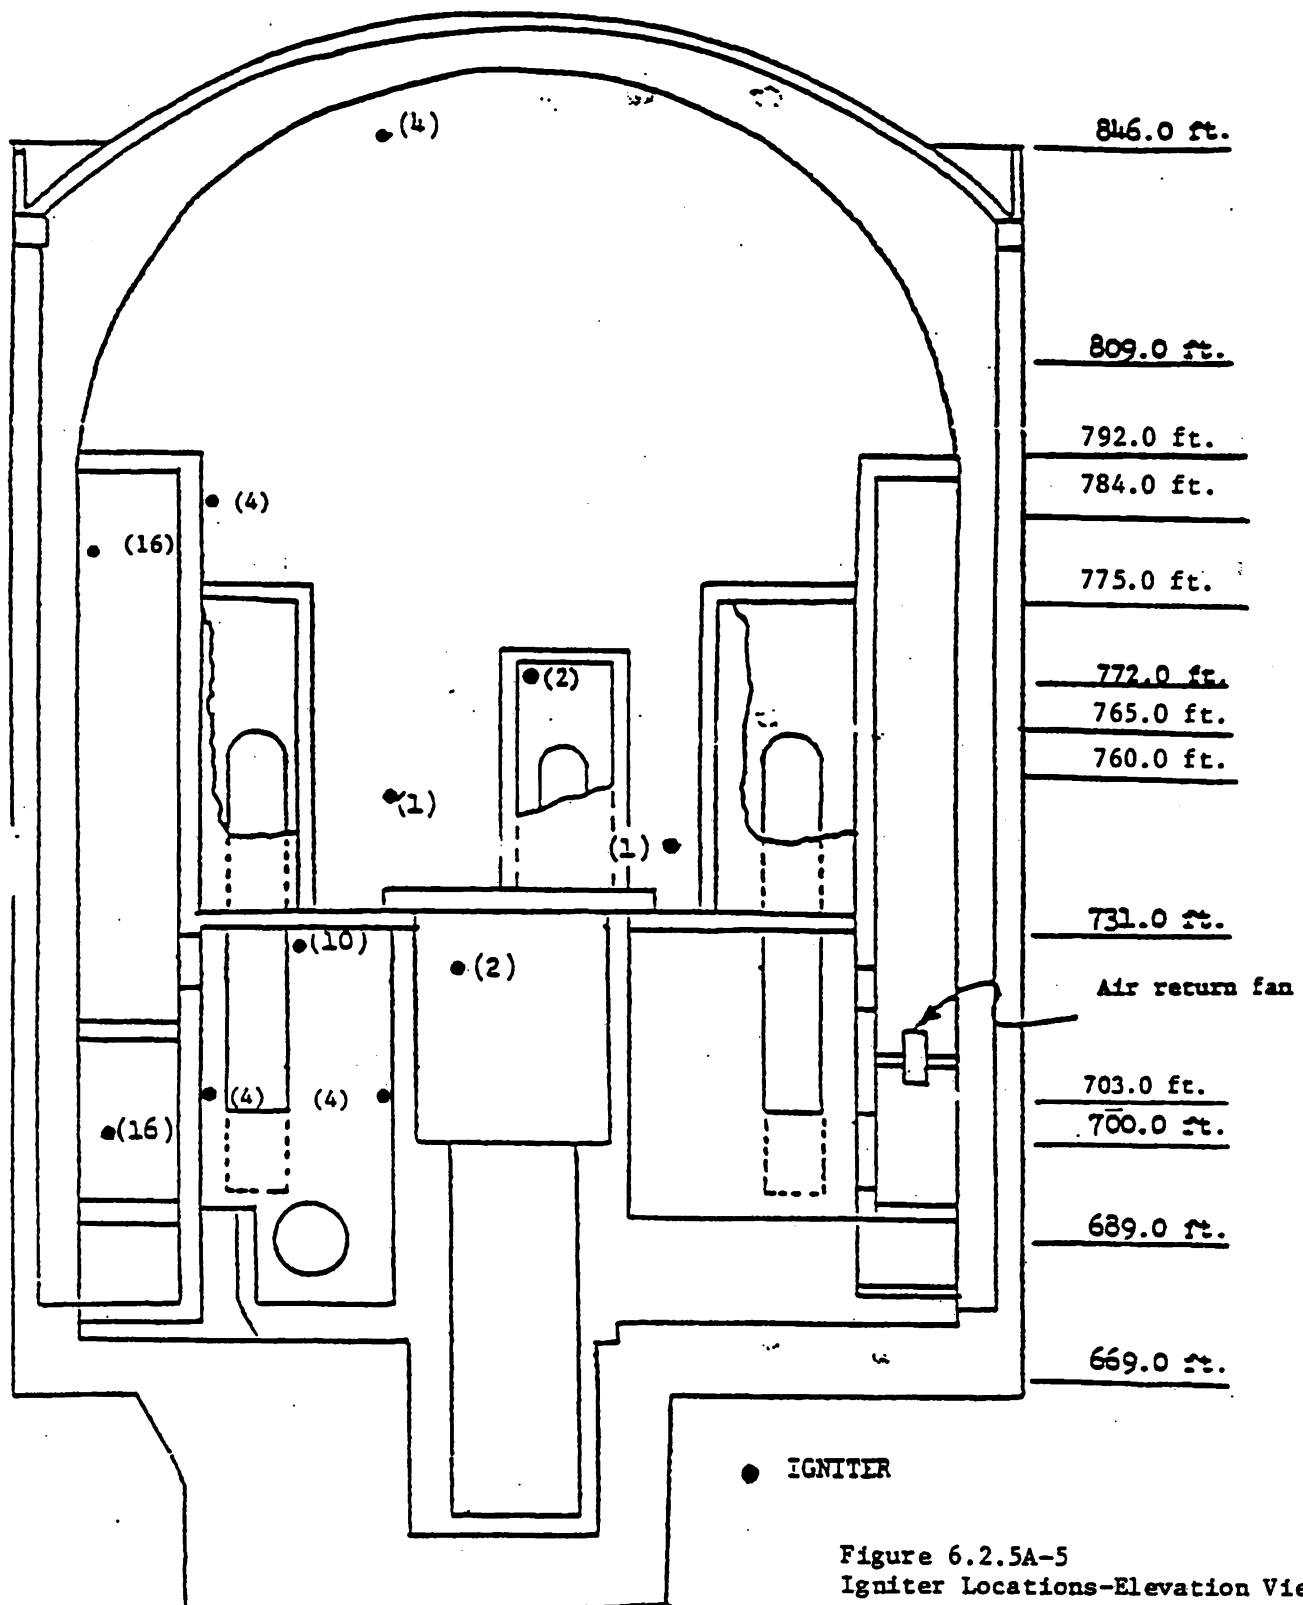 (4)
846.0 ft.
809.0 ft.
792.0 ft.
784.0 ft.
(4)
(16)
775.0 ft.
772.0 ft.
(2)
765.0 ft.
760.0 ft.
(1)
(1)
731.0 ft.
(10)
(2)
Air return fan
703.0 ft.
(4)
(4)
700.0 ft.
(16)
689.0 ft.
669.0 ft.
IGNITER
Figure 6.2.5A-5
Igniter Locations-Elevation Vie